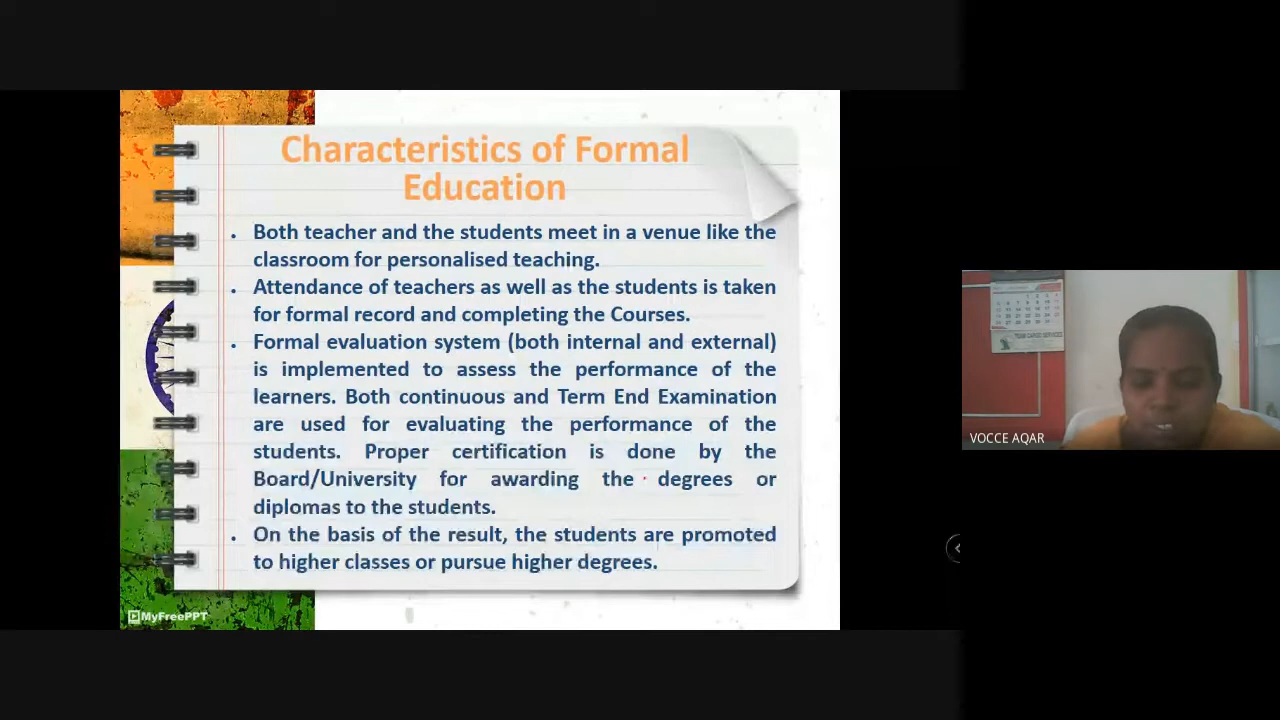 Characteristics of Formal
Education
• Both teacher and the students meet in a venue like the
classroom for personalised teaching.
• Attendance of teachers as well as the students is taken
for formal record and completing the Courses.
• Formal evaluation system (both internal and external)
is implemented to assess the performance of the
learners. Both continuous and Term End Examination
are used for evaluating the performance of the
students. Proper certification is done by the
Board/University for awarding the degrees or
diplomas to the students.
• On the basis of the result, the students are promoted
to higher classes or pursue higher degrees.
MyFreePPT
VOCCE AQAR